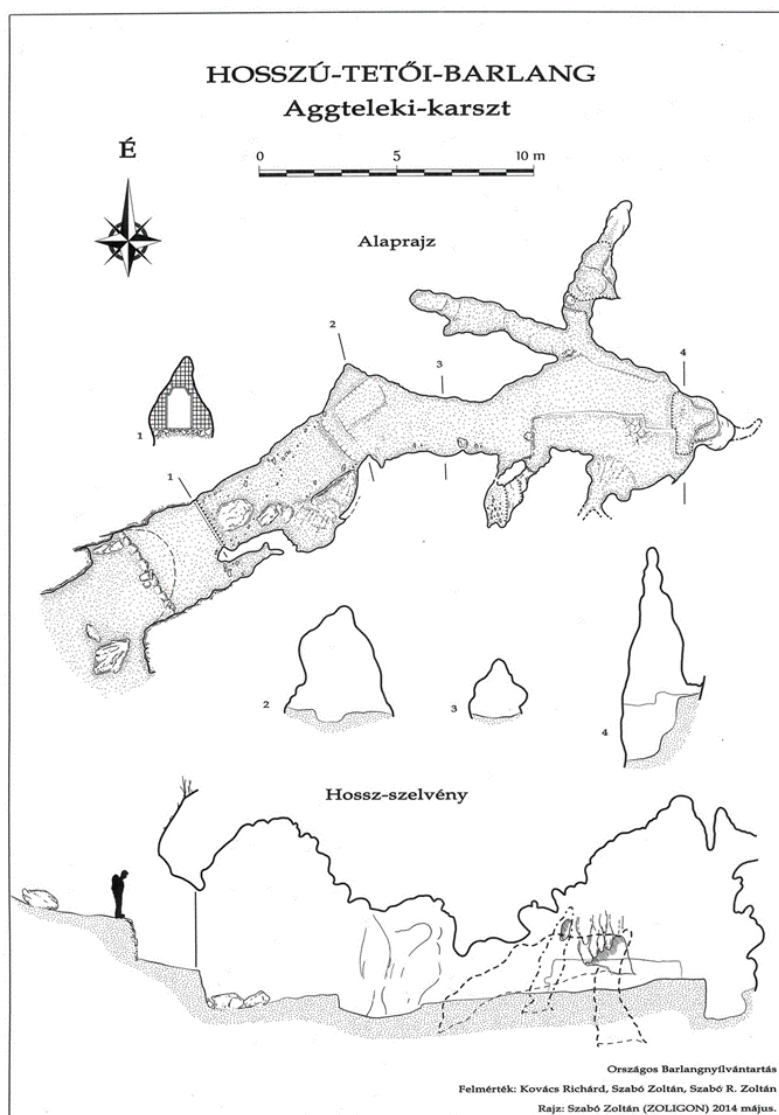 HOSSZÚ-TETŐI-BARLANG
Aggteleki-karszt
É
0 5 10 m
Alaprajz
2
3
4
1
1
2
3
4
Hossz-szelvény
Országos Barlangnyílvántartás
Felmérték: Kovács Richárd, Szabó Zoltán, Szabó R. Zoltán
Rajz: Szabó Zoltán (ZOLIGON) 2014 május.